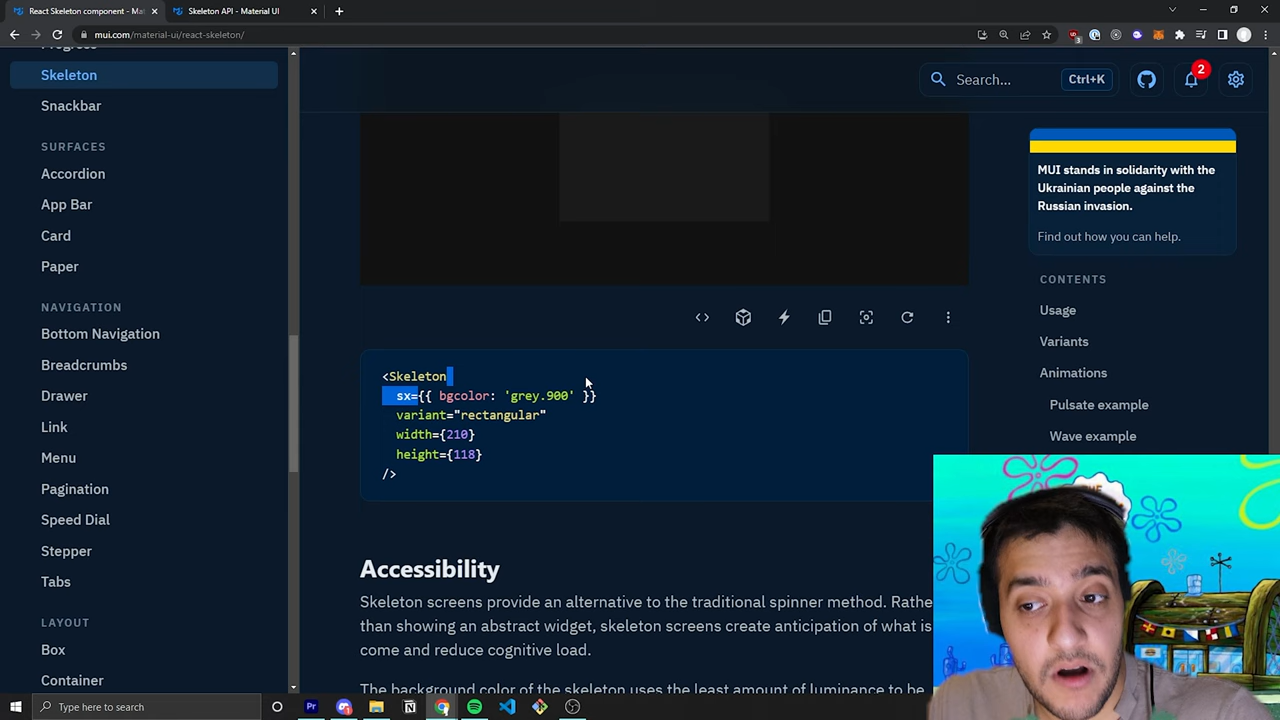 React Skeleton component - Ma
Skeleton API - Material UI
mui.com/material-ui/react-skeleton/
Progress
Skeleton
Snackbar
SURFACES
Accordion
App Bar
Card
Paper
NAVIGATION
Bottom Navigation
Breadcrumbs
Drawer
Link
Menu
Pagination
Speed Dial
Stepper
Tabs
LAYOUT
Box
Container
Search...
Ctrl+K
2
<Skeleton
sx={{ bgcolor: 'grey.900' }}
variant="rectangular"
width={210}
height={118}
/>
Accessibility
Skeleton screens provide an alternative to the traditional spinner method. Rathe
than showing an abstract widget, skeleton screens create anticipation of what is
come and reduce cognitive load.
The background color of the skeleton uses the least amount of luminance to be
MUI stands in solidarity with the
Ukrainian people against the
Russian invasion.
Find out how you can help.
CONTENTS
Usage
Variants
Animations
Pulsate example
Wave example
Type here to search